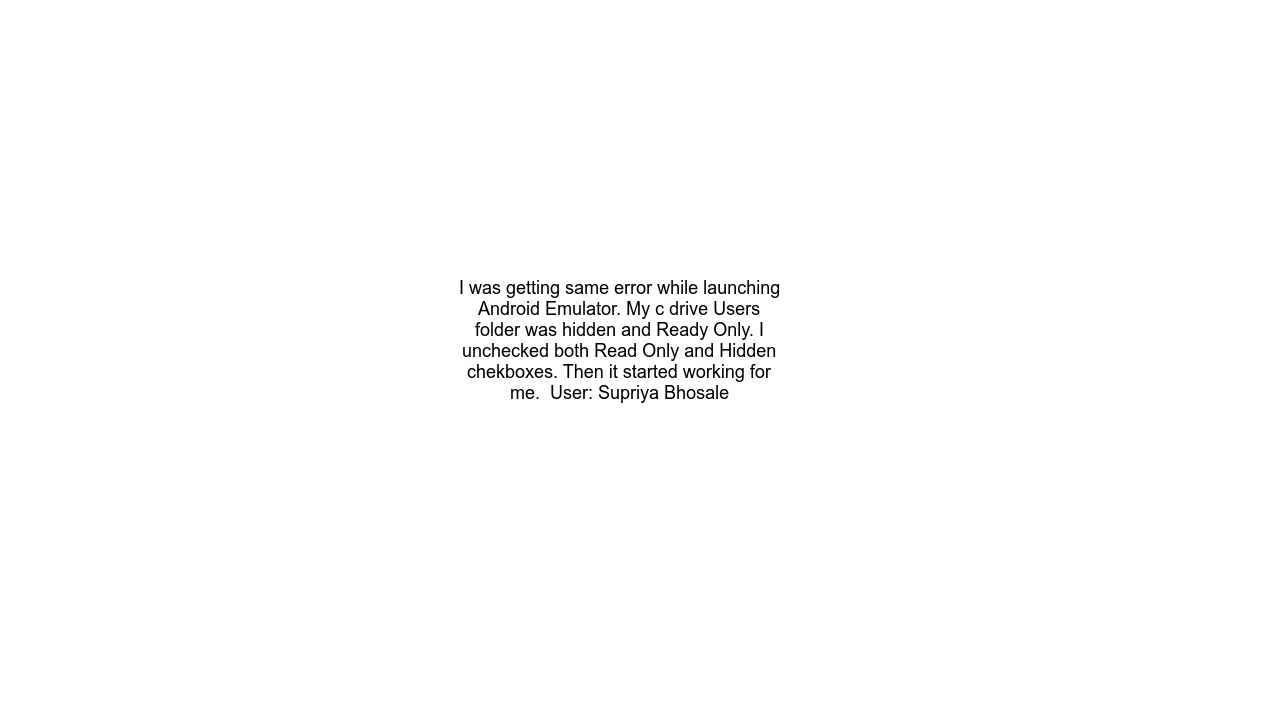 I was getting same error while launching
Android Emulator. My c drive Users
folder was hidden and Ready Only. I
unchecked both Read Only and Hidden
chekboxes. Then it started working for
me.  User: Supriya Bhosale